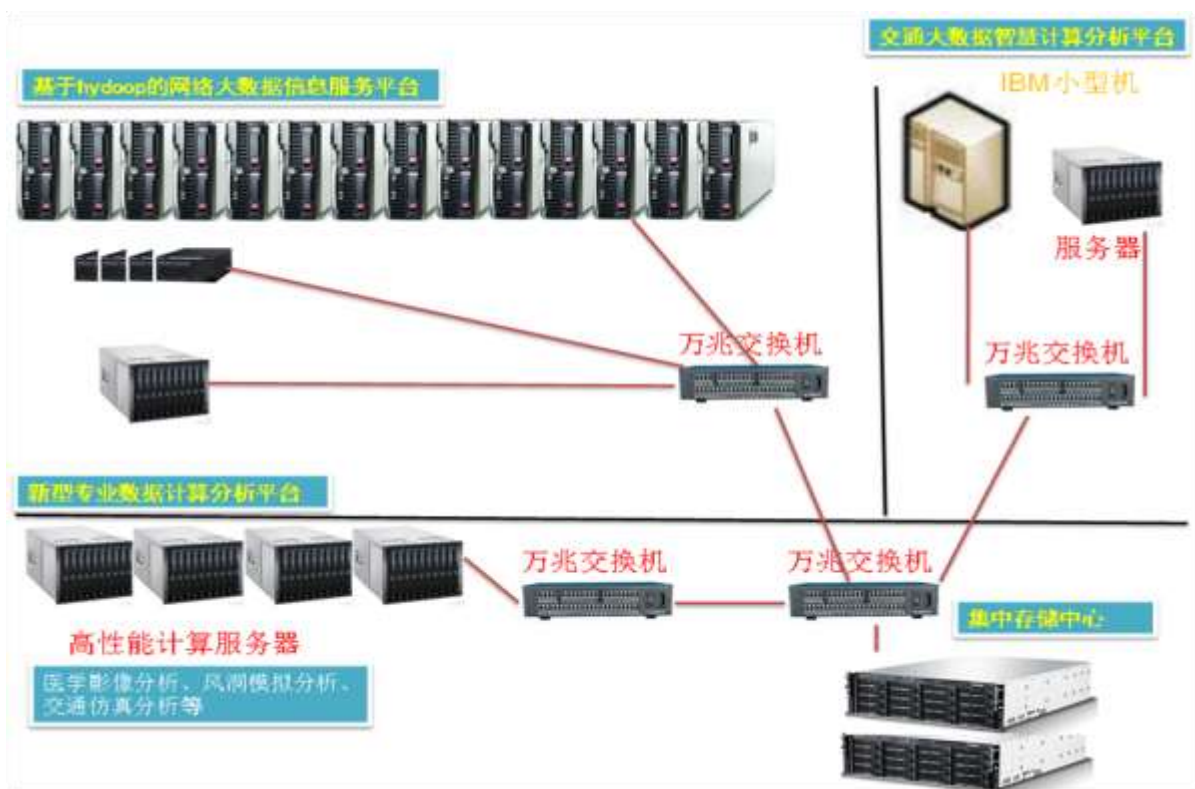 交通大数据智慧计算分析平台
IBM小型机
基于hydoop的网络大数据信息服务平台
服务器
万兆交换机
万兆交换机
新型专业数据计算分析平台
万兆交换机
万兆交换机
集中存储中心
高性能计算服务器
医学影像分析、风洞模拟分析、
交通仿真分析等